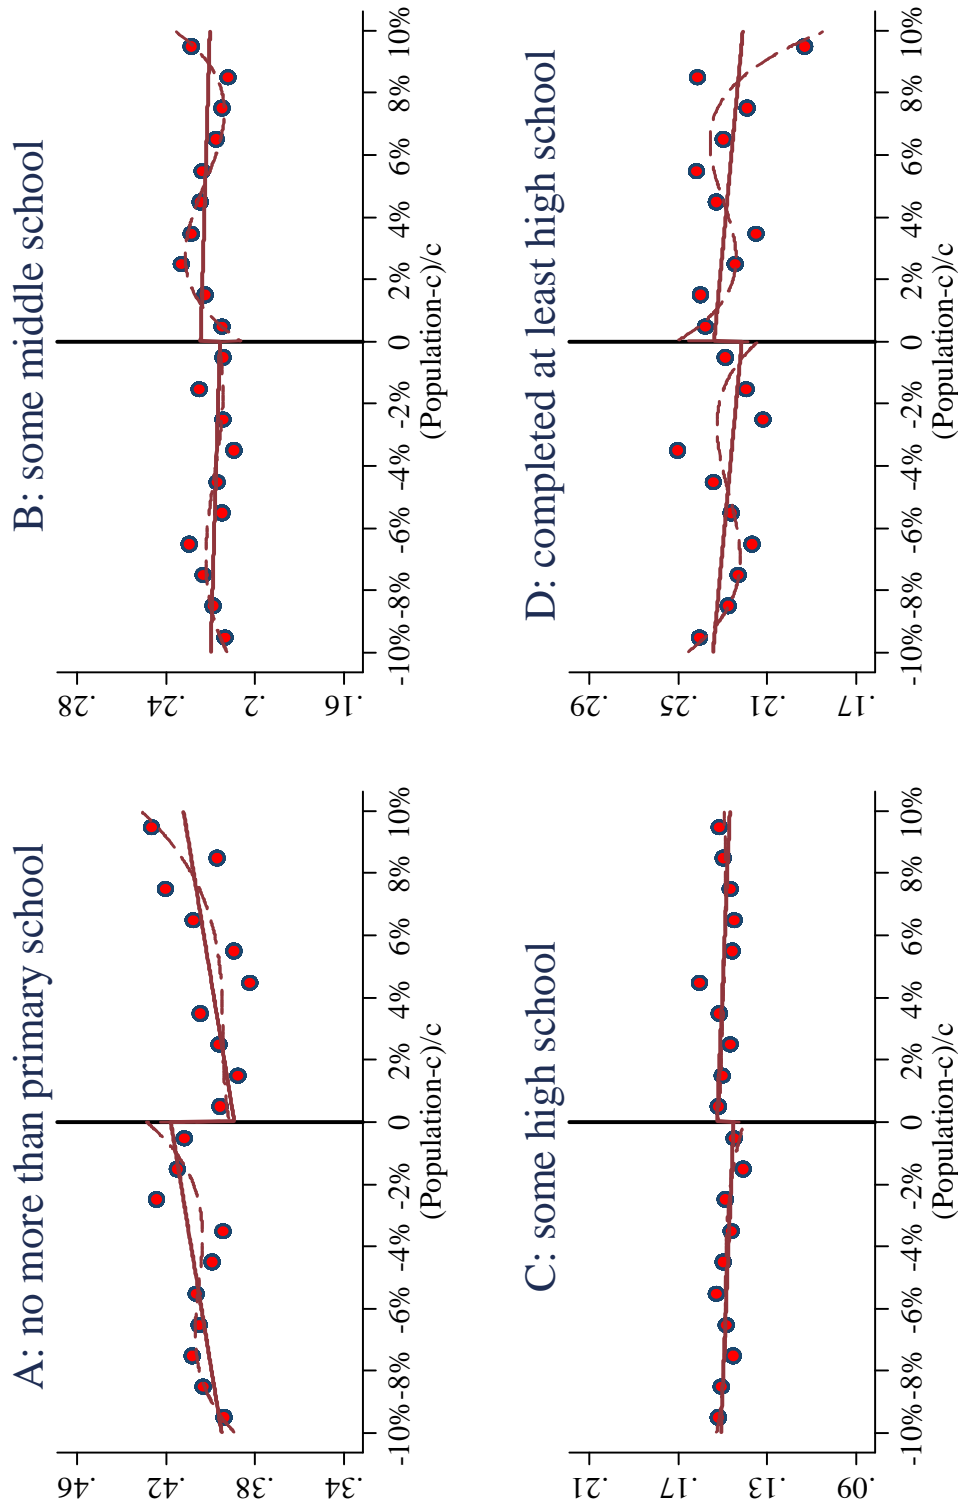 A: no more than primary school
.46
.42
.38
.34
-10% -8% -6% -4% -2% 0 2% 4% 6% 8% 10%
(Population-c)/c
B: some middle school
.28
.24
.2
.16
-10% -8% -6% -4% -2% 0 2% 4% 6% 8% 10%
(Population-c)/c
C: some high school
.21
.17
.13
.09
-10% -8% -6% -4% -2% 0 2% 4% 6% 8% 10%
(Population-c)/c
D: completed at least high school
.29
.25
.21
.17
-10% -8% -6% -4% -2% 0 2% 4% 6% 8% 10%
(Population-c)/c